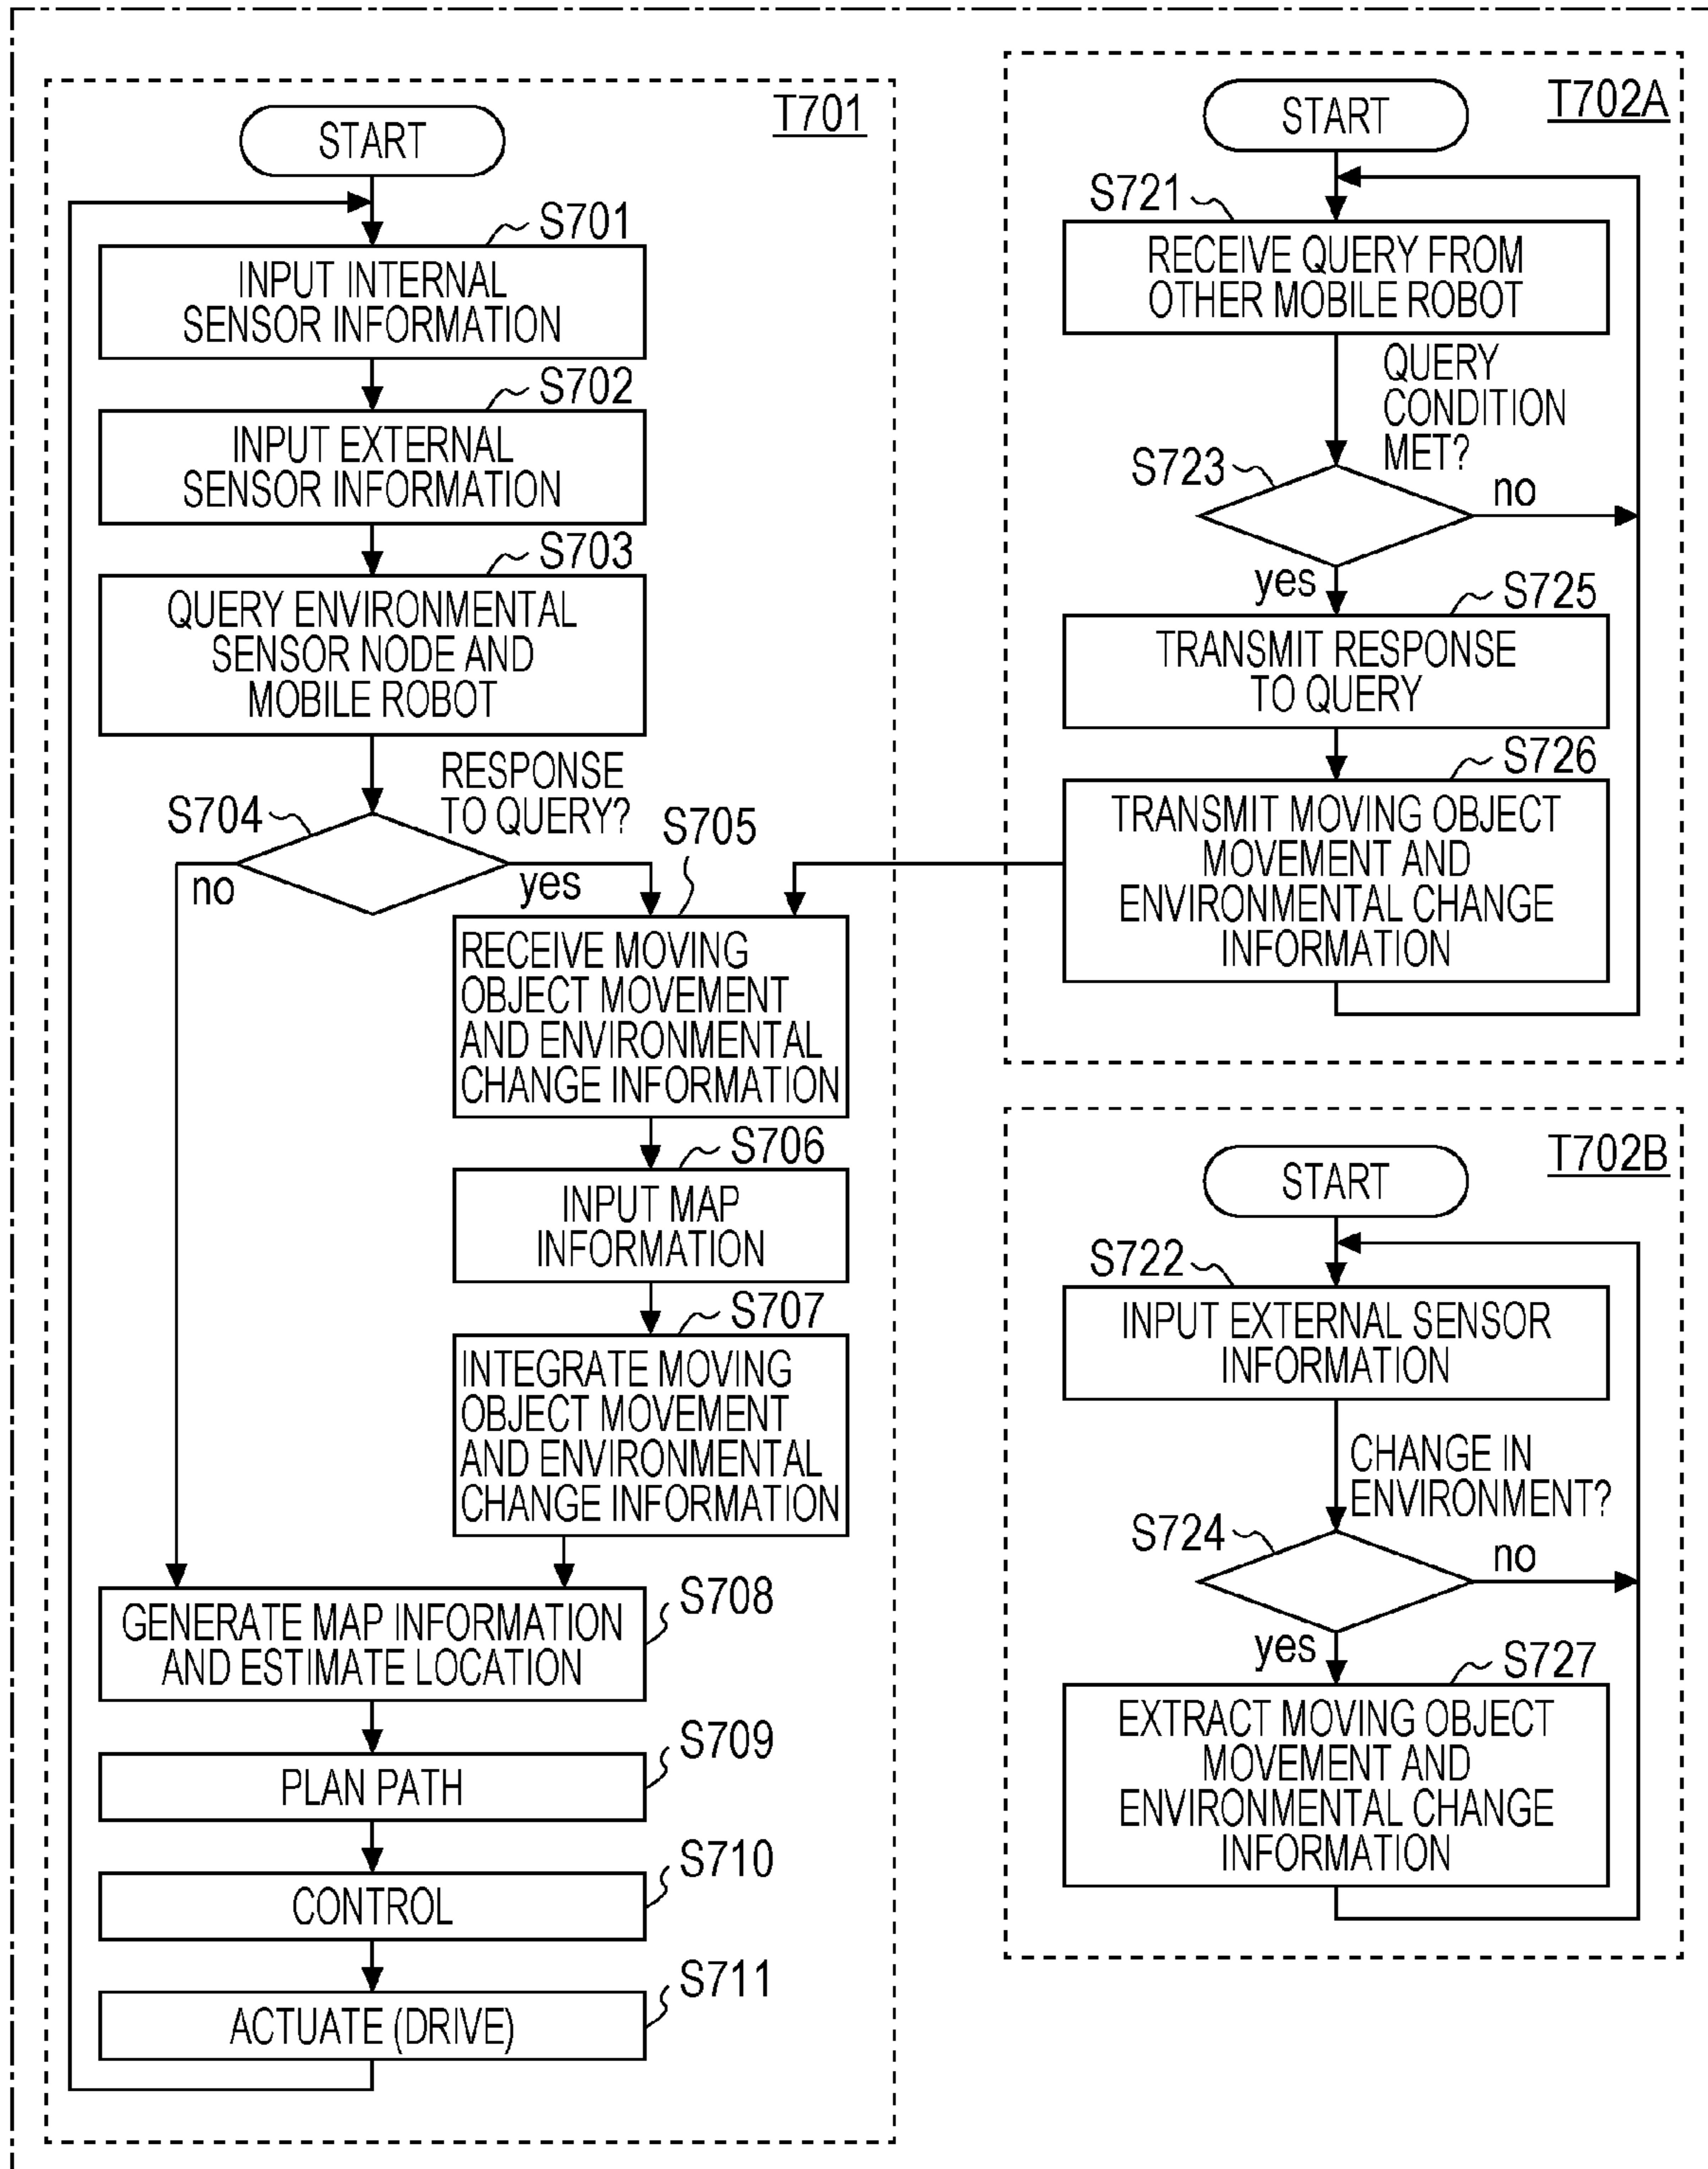 T701
START
S701
INPUT INTERNAL
SENSOR INFORMATION
S702
INPUT EXTERNAL
SENSOR INFORMATION
S703
QUERY ENVIRONMENTAL
SENSOR NODE AND
MOBILE ROBOT
RESPONSE
TO QUERY?
S704
no
yes
S705
RECEIVE MOVING
OBJECT MOVEMENT
AND ENVIRONMENTAL
CHANGE INFORMATION
S706
INPUT MAP
INFORMATION
S707
INTEGRATE MOVING
OBJECT MOVEMENT
AND ENVIRONMENTAL
CHANGE INFORMATION
S708
GENERATE MAP INFORMATION
AND ESTIMATE LOCATION
S709
PLAN PATH
S710
CONTROL
S711
ACTUATE (DRIVE)
T702A
START
S721
RECEIVE QUERY FROM
OTHER MOBILE ROBOT
QUERY
CONDITION
MET?
S723
no
yes
S725
TRANSMIT RESPONSE
TO QUERY
S726
TRANSMIT MOVING OBJECT
MOVEMENT AND
ENVIRONMENTAL CHANGE
INFORMATION
T702B
START
S722
INPUT EXTERNAL SENSOR
INFORMATION
CHANGE IN
ENVIRONMENT?
S724
no
yes
S727
EXTRACT MOVING OBJECT
MOVEMENT AND
ENVIRONMENTAL CHANGE
INFORMATION